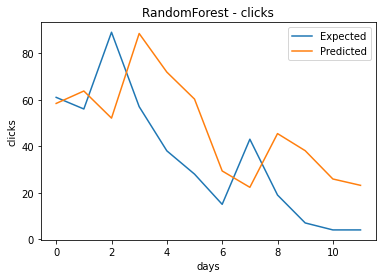 RandomForest - clicks
Expected
Predicted
80
60
40
20
0
clicks
0 2 4 6 8 10
days